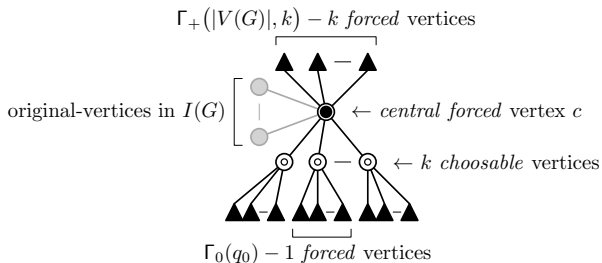 Γ₊(|V(G)|, k) − k forced vertices
original-vertices in I(G)
← central forced vertex c
← k choosable vertices
Γ₀(q₀) − 1 forced vertices